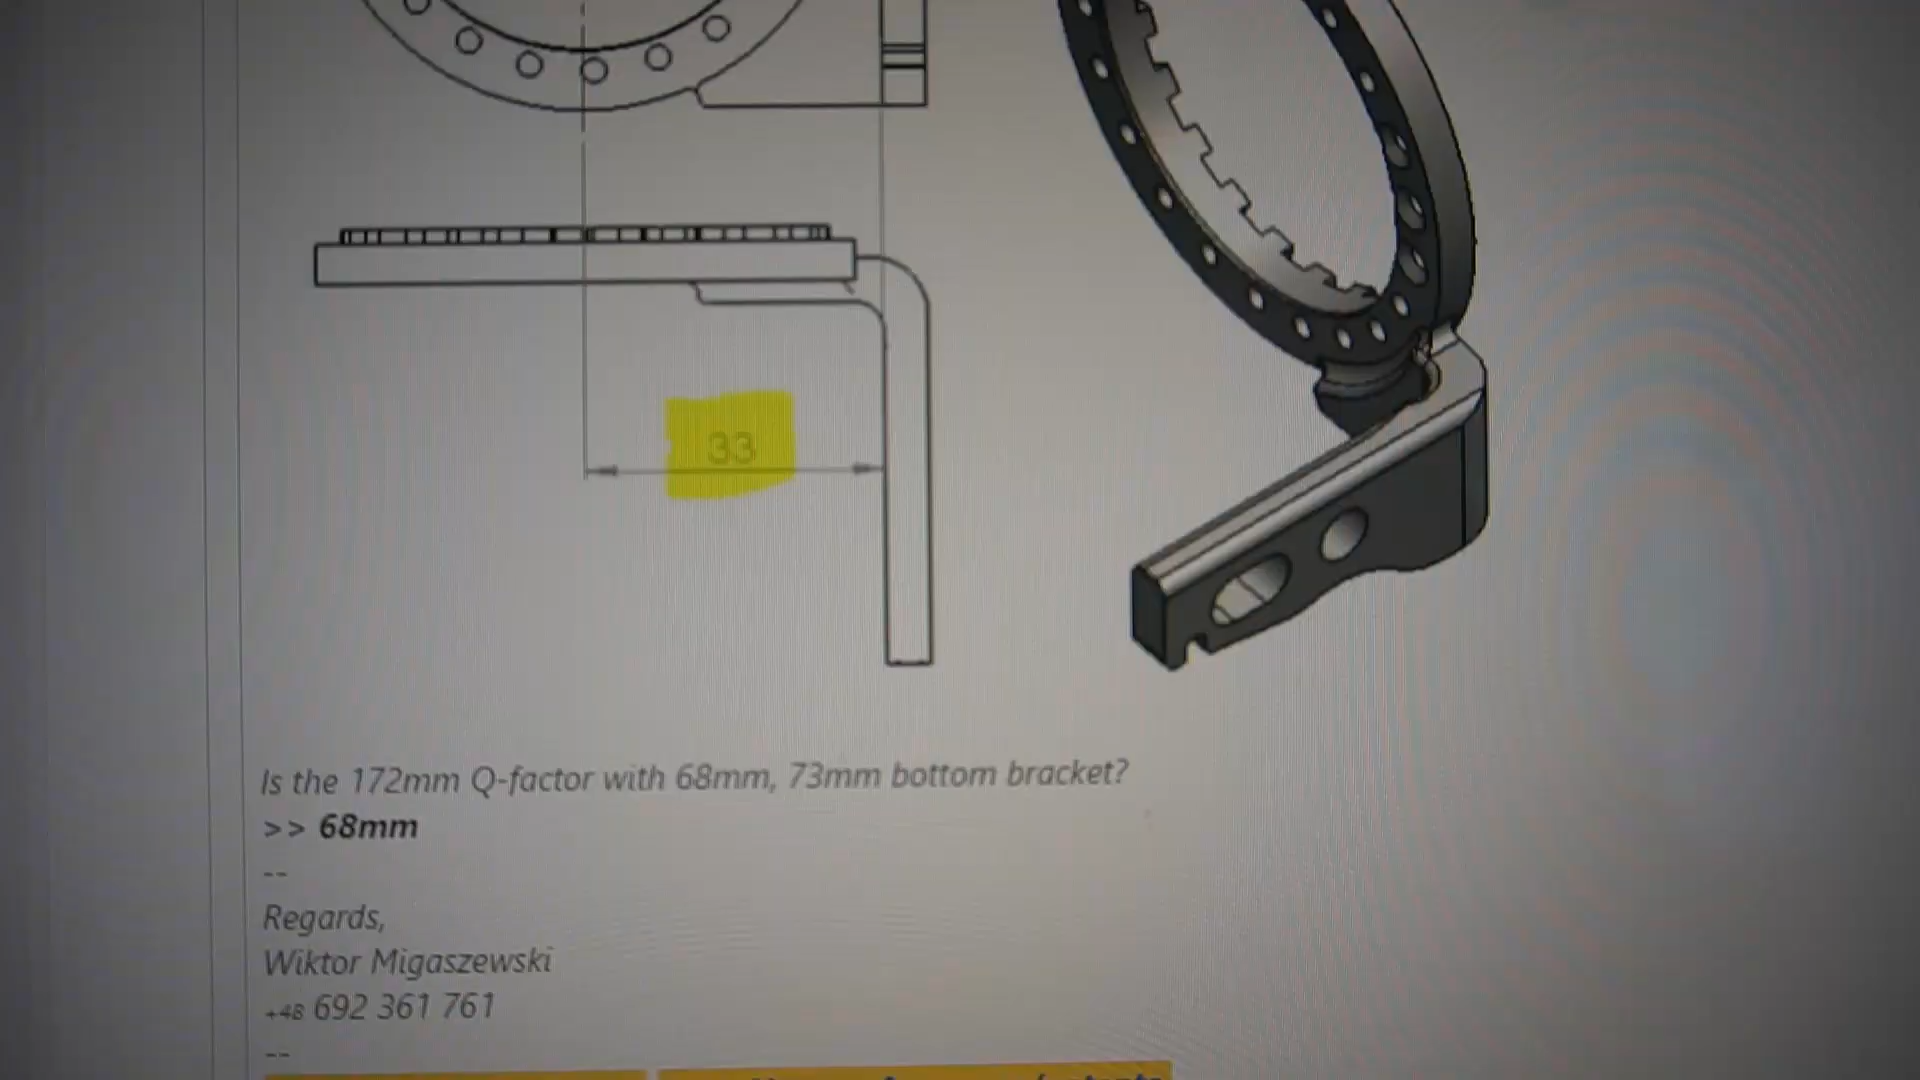 33
Is the 172mm Q-factor with 68mm, 73mm bottom bracket?
>> 68mm
--
Regards,
Wiktor Migaszewski
+48 692 361 761
--